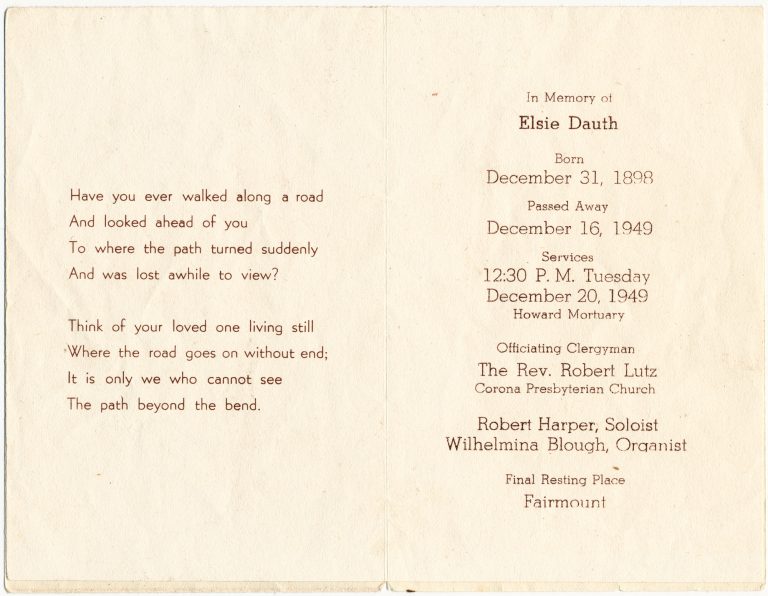 Have you ever walked along a road
And looked ahead of you
To where the path turned suddenly
And was lost awhile to view?
Think of your loved one living still
Where the road goes on without end;
It is only we who cannot see
The path beyond the bend.
In Memory of
Elsie Dauth
Born
December 31, 1898
Passed Away
December 16, 1949
Services
12:30 P. M. Tuesday
December 20, 1949
Howard Mortuary
Officiating Clergyman
The Rev. Robert Lutz
Corona Presbyterian Church
Robert Harper, Soloist
Wilhelmina Blough, Organist
Final Resting Place
Fairmount